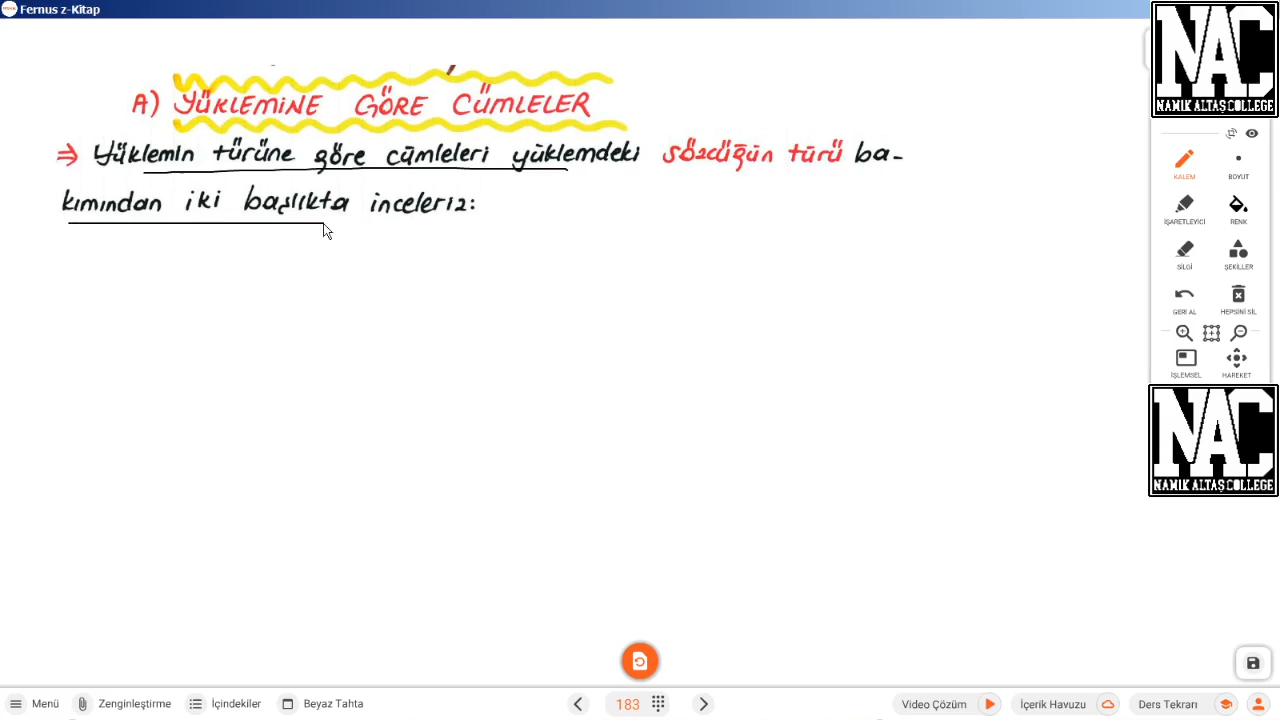 Fernus z-Kitap
NAC
NAMIK ALTAŞ COLLEGE
A) YÜKLEMİNE GÖRE CÜMLELER
⇒ Yüklemin türüne göre cümleleri yüklemdeki sözcüğün türü ba-
kımından iki başlıkta inceleriz:
KALEM
BOYUT
İŞARETLEYİCİ
RENK
SİLGİ
ŞEKİLLER
GERİ AL
HEPSİNİ SİL
İŞLEMSEL
HAREKET
NAC
NAMIK ALTAŞ COLLEGE
Menü
Zenginleştirme
İçindekiler
Beyaz Tahta
183
Video Çözüm
İçerik Havuzu
Ders Tekrarı